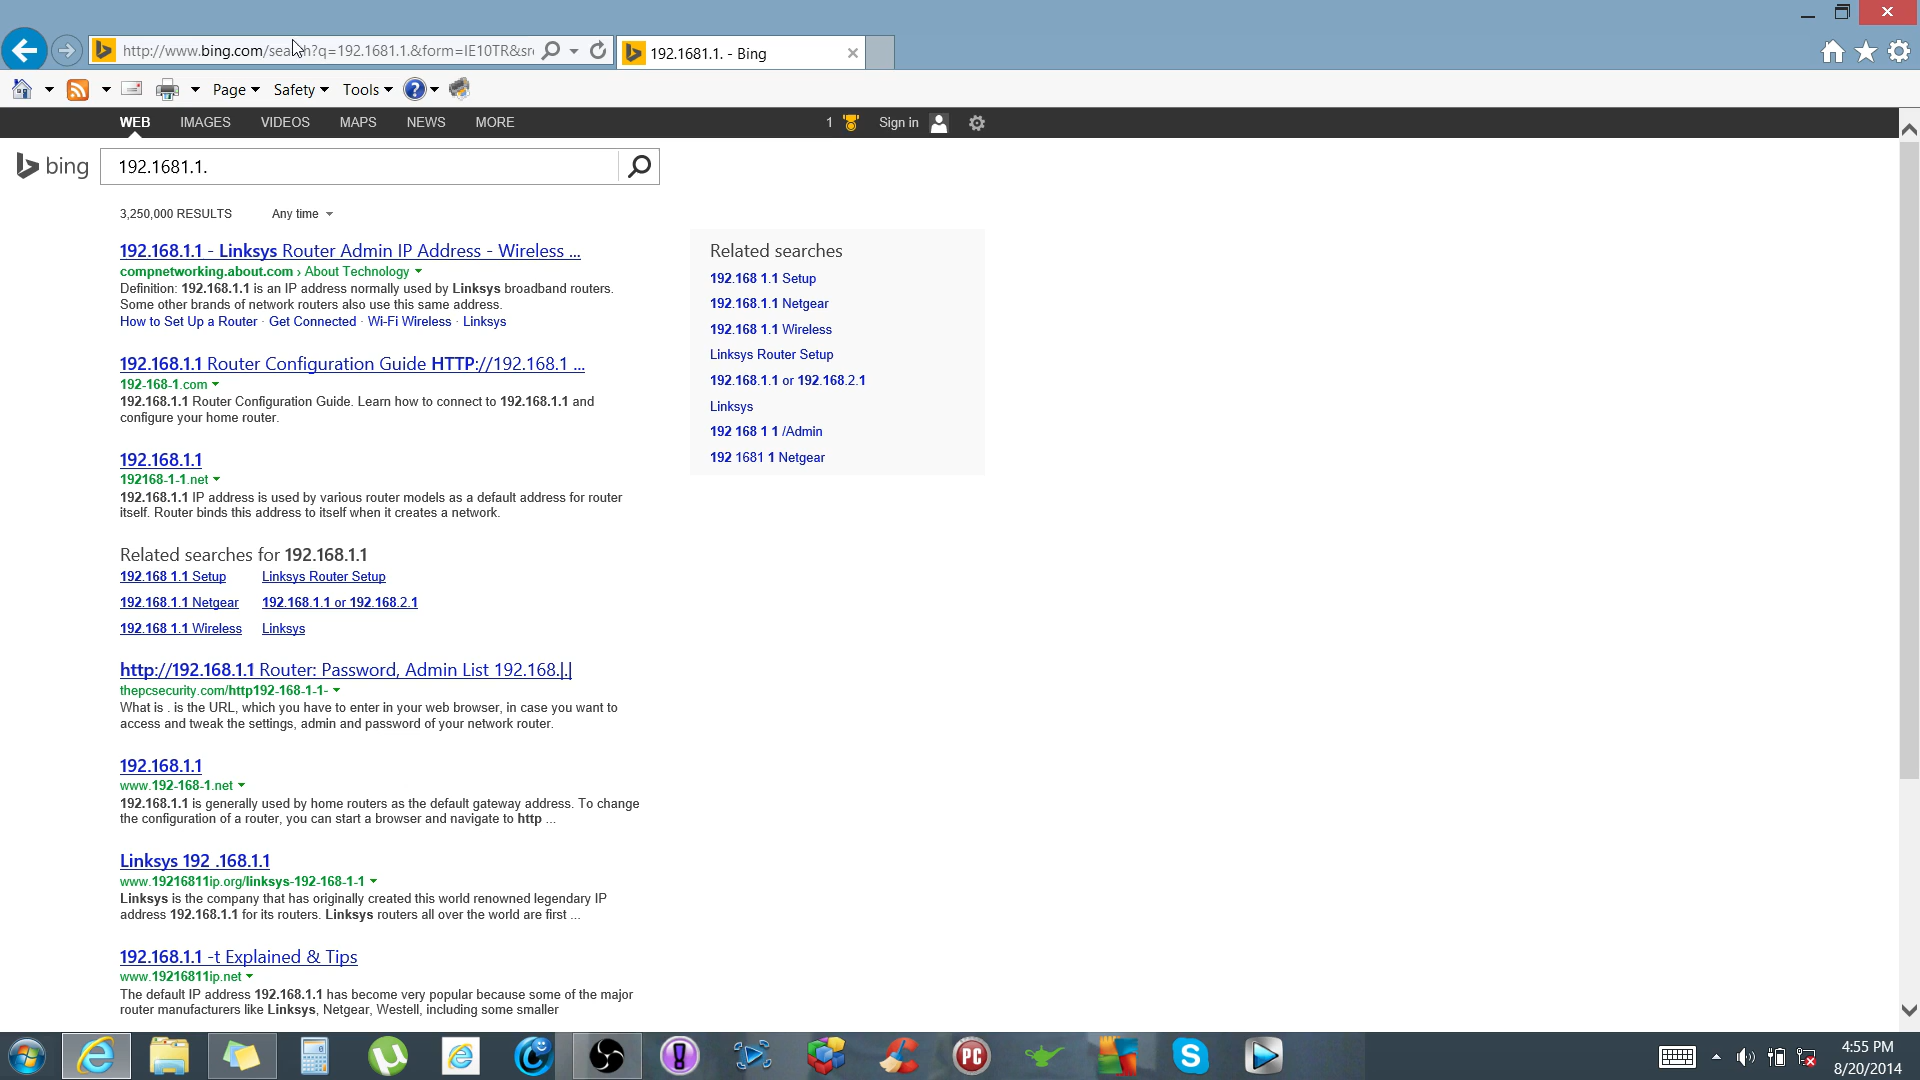 http://www.bing.com/search?q=192.1681.1.&form=IE10TR&src
192.1681.1. - Bing
Page
Safety
Tools
WEB IMAGES VIDEOS MAPS NEWS MORE
1
Sign in
bing
192.1681.1.
3,250,000 RESULTS
Any time
192.168.1.1 - Linksys Router Admin IP Address - Wireless ...
compnetworking.about.com › About Technology
Definition: 192.168.1.1 is an IP address normally used by Linksys broadband routers.
Some other brands of network routers also use this same address.
How to Set Up a Router · Get Connected · Wi-Fi Wireless · Linksys
192.168.1.1 Router Configuration Guide HTTP://192.168.1 ...
192-168-1.com
192.168.1.1 Router Configuration Guide. Learn how to connect to 192.168.1.1 and
configure your home router.
192.168.1.1
192168-1-1.net
192.168.1.1 IP address is used by various router models as a default address for router
itself. Router binds this address to itself when it creates a network.
Related searches for 192.168.1.1
192.168 1.1 Setup
Linksys Router Setup
192.168.1.1 Netgear
192.168.1.1 or 192.168.2.1
192.168 1.1 Wireless
Linksys
http://192.168.1.1 Router: Password, Admin List 192.168.|.|
thepcsecurity.com/http192-168-1-1-
What is . is the URL, which you have to enter in your web browser, in case you want to
access and tweak the settings, admin and password of your network router.
192.168.1.1
www.192-168-1.net
192.168.1.1 is generally used by home routers as the default gateway address. To change
the configuration of a router, you can start a browser and navigate to http ...
Linksys 192 .168.1.1
www.19216811ip.org/linksys-192-168-1-1
Linksys is the company that has originally created this world renowned legendary IP
address 192.168.1.1 for its routers. Linksys routers all over the world are first ...
192.168.1.1 -t Explained & Tips
www.19216811ip.net
The default IP address 192.168.1.1 has become very popular because some of the major
router manufacturers like Linksys, Netgear, Westell, including some smaller
Related searches
192.168 1.1 Setup
192.168.1.1 Netgear
192.168 1.1 Wireless
Linksys Router Setup
192.168.1.1 or 192.168.2.1
Linksys
192 168 1 1 /Admin
192 1681 1 Netgear
PC
4:55 PM
8/20/2014